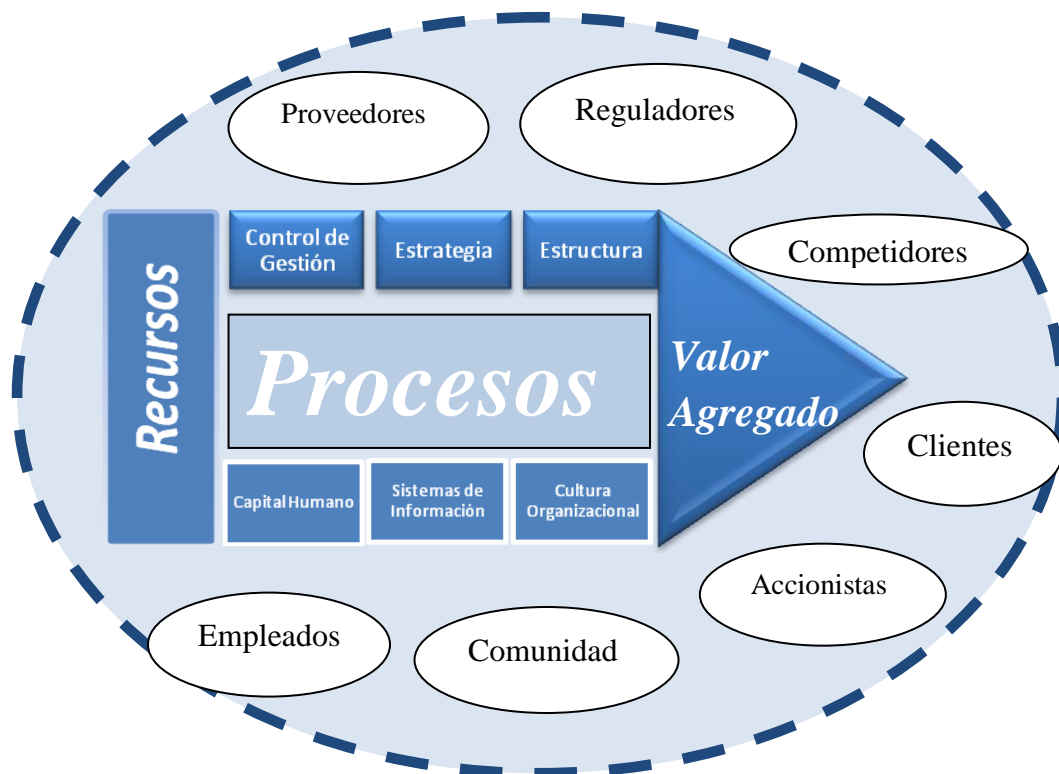 Proveedores
Reguladores
Control de
Gestión
Estrategia
Estructura
Competidores
Recursos
Procesos
Valor
Agregado
Clientes
Capital Humano
Sistemas de
Información
Cultura
Organizacional
Accionistas
Empleados
Comunidad